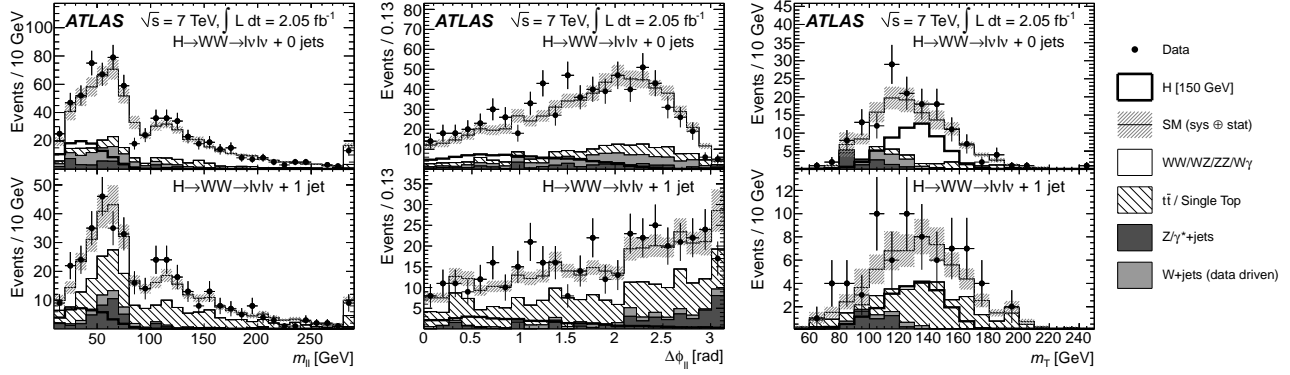 ATLAS
√s = 7 TeV, ∫ L dt = 2.05 fb⁻¹
H→WW→lνlν + 0 jets
Events / 10 GeV
100
80
60
40
20
H→WW→lνlν + 1 jet
Events / 10 GeV
50
40
30
20
10
50 100 150 200 250
m_ll [GeV]
ATLAS
√s = 7 TeV, ∫ L dt = 2.05 fb⁻¹
H→WW→lνlν + 0 jets
Events / 0.13
80
70
60
50
40
30
20
10
H→WW→lνlν + 1 jet
Events / 0.13
35
30
25
20
15
10
5
0 0.5 1 1.5 2 2.5 3
Δϕ_ll [rad]
ATLAS
√s = 7 TeV, ∫ L dt = 2.05 fb⁻¹
H→WW→lνlν + 0 jets
Events / 10 GeV
45
40
35
30
25
20
15
10
5
H→WW→lνlν + 1 jet
Events / 10 GeV
12
10
8
6
4
2
60 80 100 120 140 160 180 200 220 240
m_T [GeV]
Data
H [150 GeV]
SM (sys ⊕ stat)
WW/WZ/ZZ/Wγ
tt̄ / Single Top
Z/γ*+jets
W+jets (data driven)